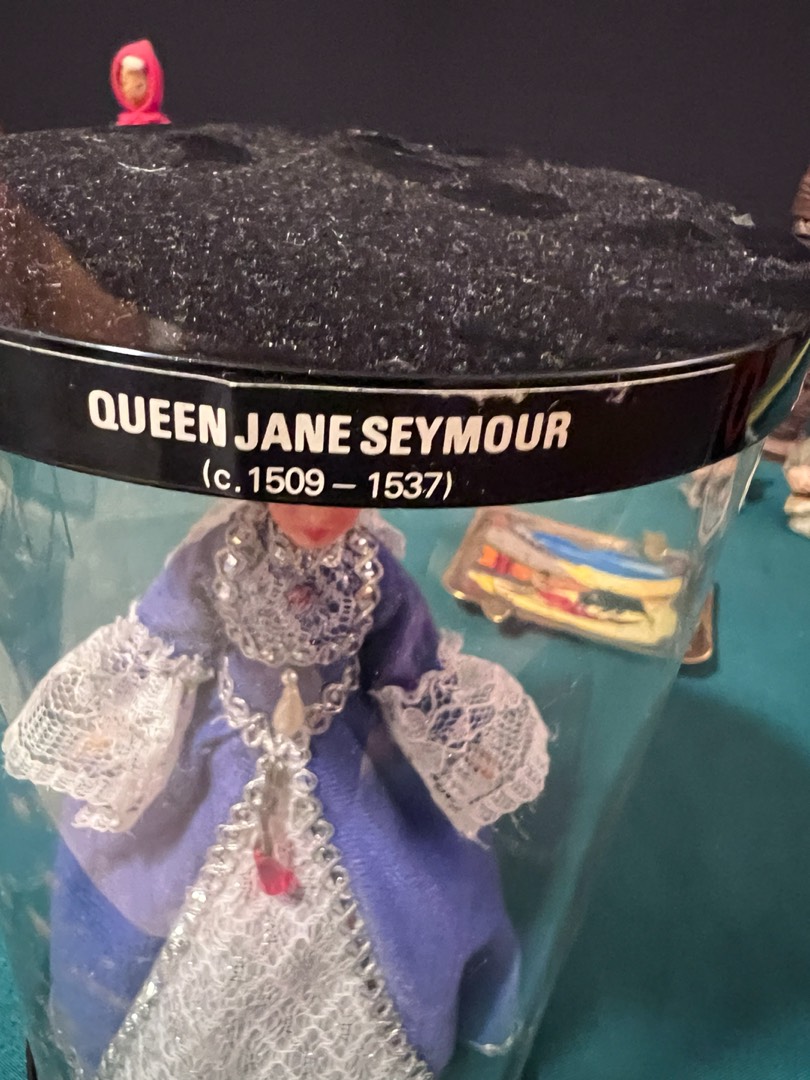 QUEEN JANE SEYMOUR
(c.1509 – 1537)